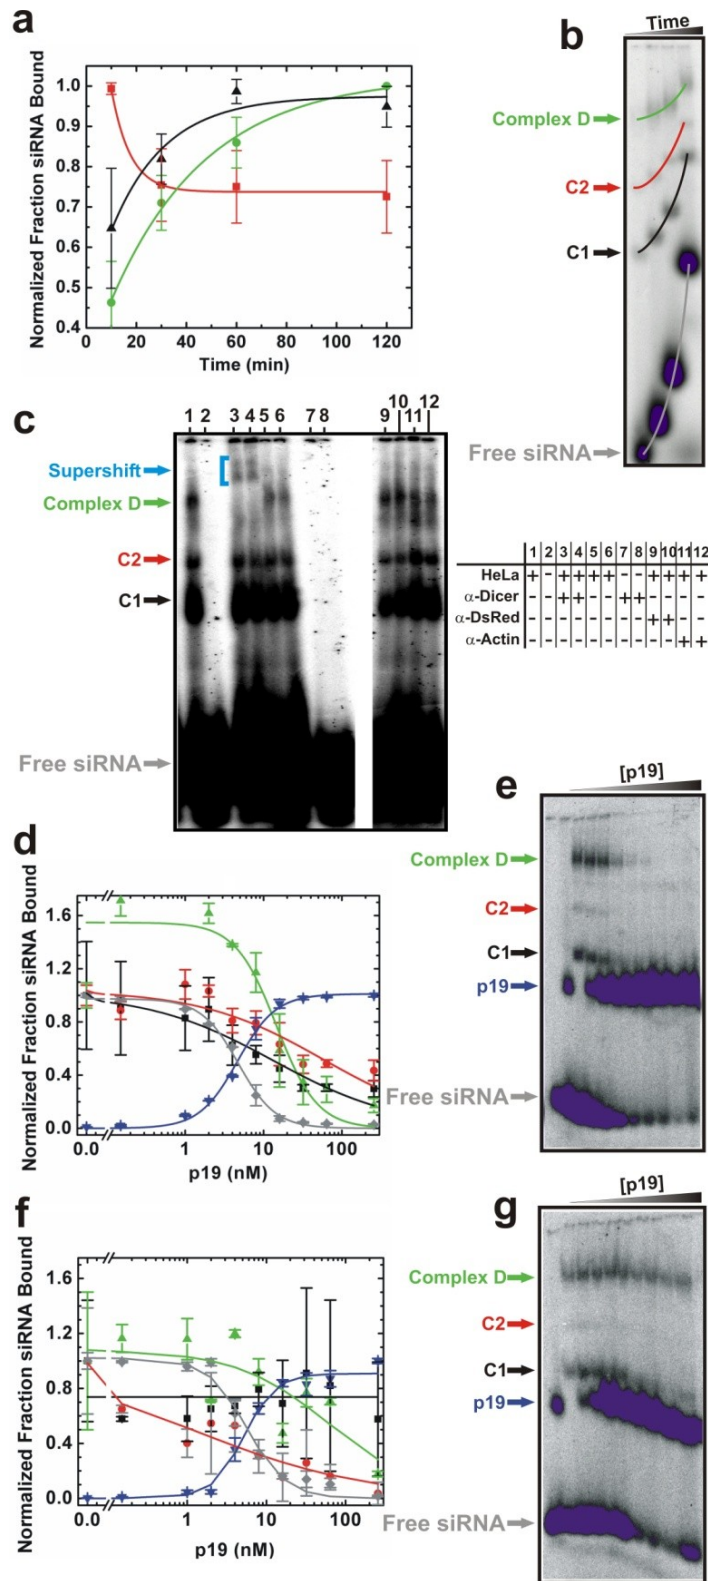 a
Normalized Fraction siRNA Bound
1.0
0.9
0.8
0.7
0.6
0.5
0.4
0 20 40 60 80 100 120
Time (min)
b
Time
Complex D
C2
C1
Free siRNA
c
1 2 3 4 5 6 7 8 9 10 11 12
Supershift
Complex D
C2
C1
Free siRNA
1 2 3 4 5 6 7 8 9 10 11 12
HeLa + - + + + + - - + + + +
α-Dicer - - + + - - + + - - - -
α-DsRed - - - - - - - - + + - -
α-Actin - - - - - - - - - - + +
d
Normalized Fraction siRNA Bound
1.6
1.2
0.8
0.4
0.0
0.0 1 10 100
p19 (nM)
e
[p19]
Complex D
C2
C1
p19
Free siRNA
f
Normalized Fraction siRNA Bound
1.6
1.2
0.8
0.4
0.0
0.0 1 10 100
p19 (nM)
g
[p19]
Complex D
C2
C1
p19
Free siRNA